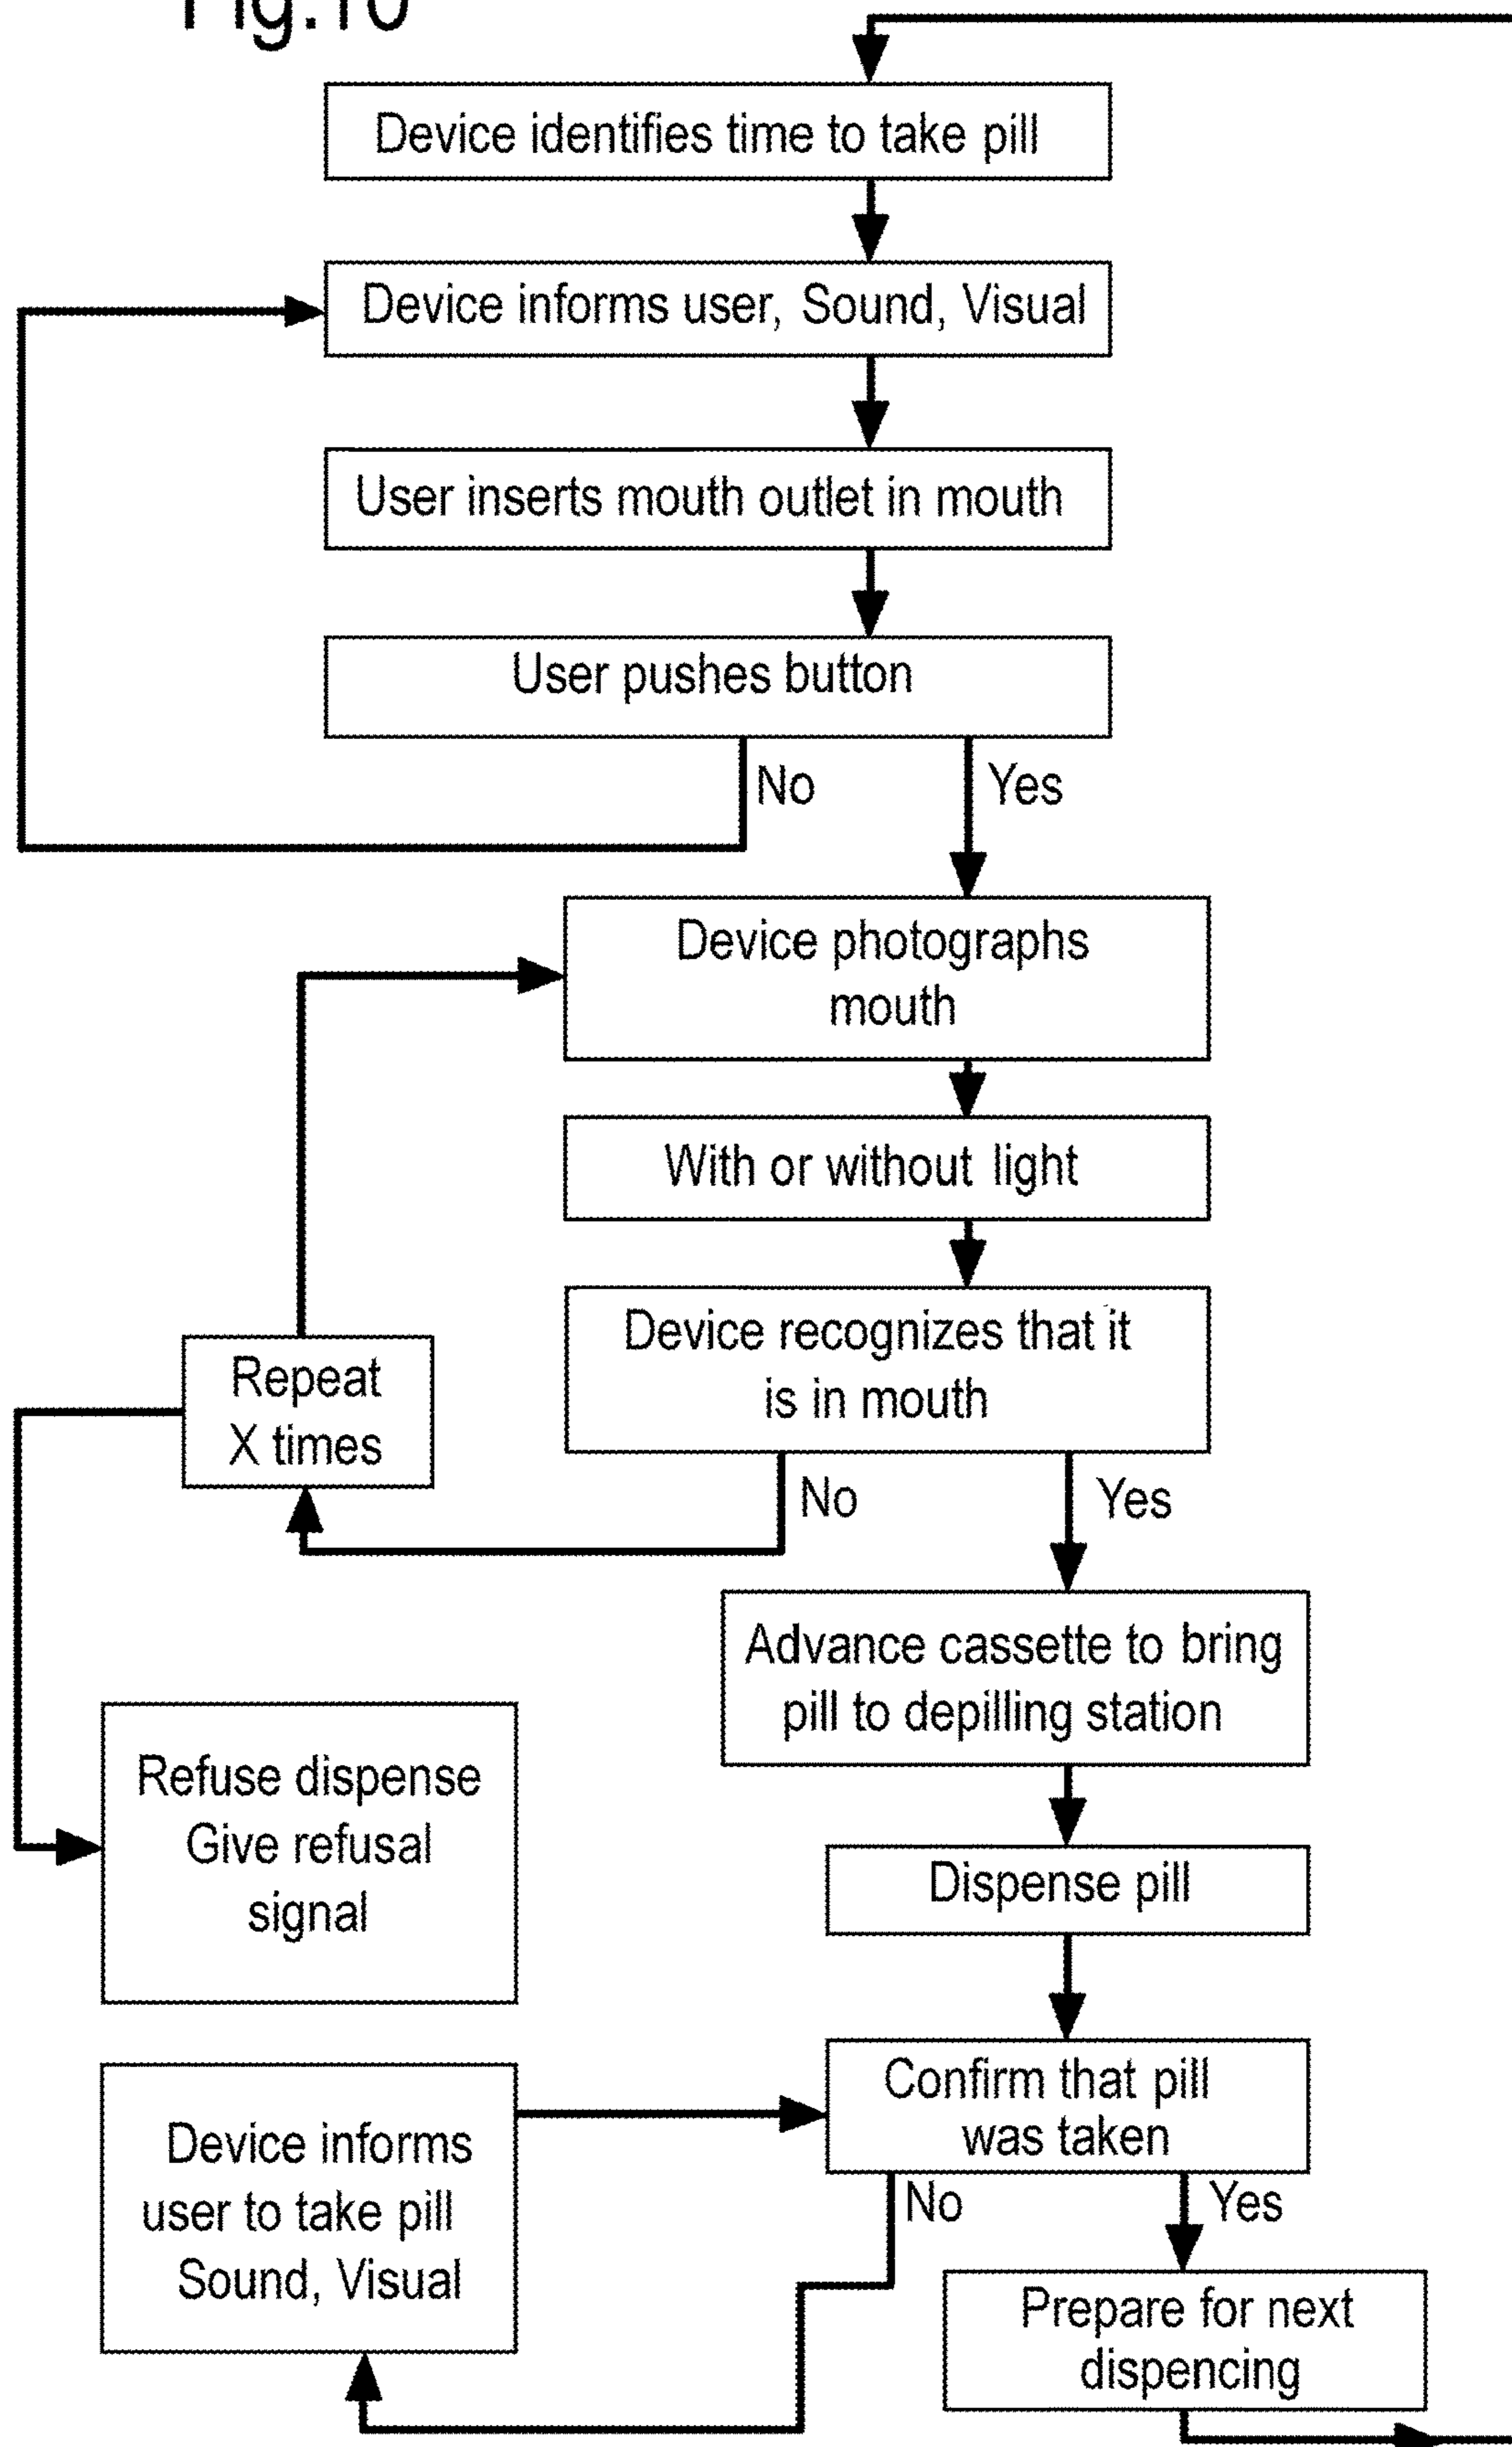 Fig.10
Device identifies time to take pill
Device informs user, Sound, Visual
User inserts mouth outlet in mouth
User pushes button
No
Yes
Device photographs
mouth
With or without light
Device recognizes that it
is in mouth
Repeat
X times
No
Yes
Advance cassette to bring
pill to depilling station
Refuse dispense
Give refusal
signal
Dispense pill
Confirm that pill
was taken
Device informs
user to take pill
Sound, Visual
No
Yes
Prepare for next
dispencing